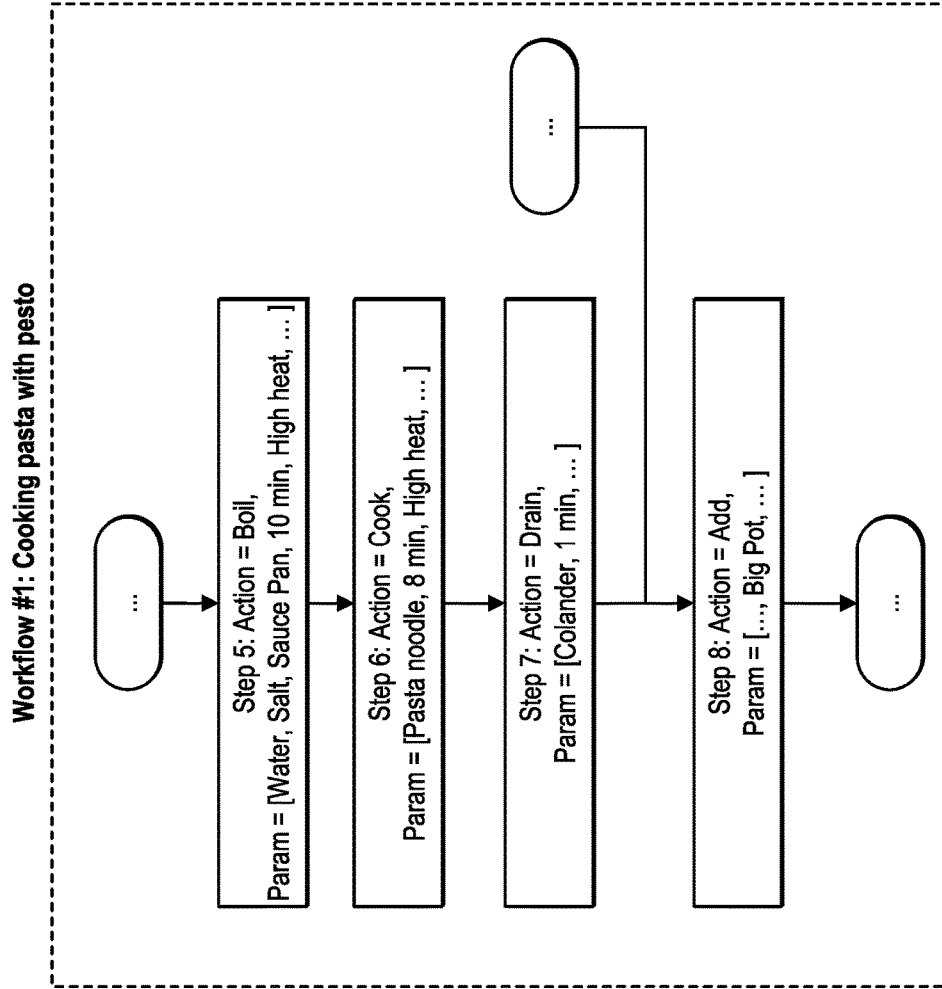 Workflow #1: Cooking pasta with pesto
...
Step 5: Action = Boil,
Param = [Water, Salt, Sauce Pan, 10 min, High heat, ... ]
Step 6: Action = Cook,
Param = [Pasta noodle, 8 min, High heat, ... ]
Step 7: Action = Drain,
Param = [Colander, 1 min, ... ]
...
Step 8: Action = Add,
Param = [..., Big Pot, ... ]
...